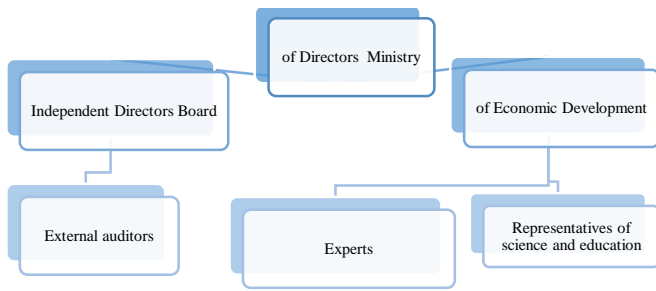 of Directors Ministry
Independent Directors Board
of Economic Development
External auditors
Experts
Representatives of
science and education